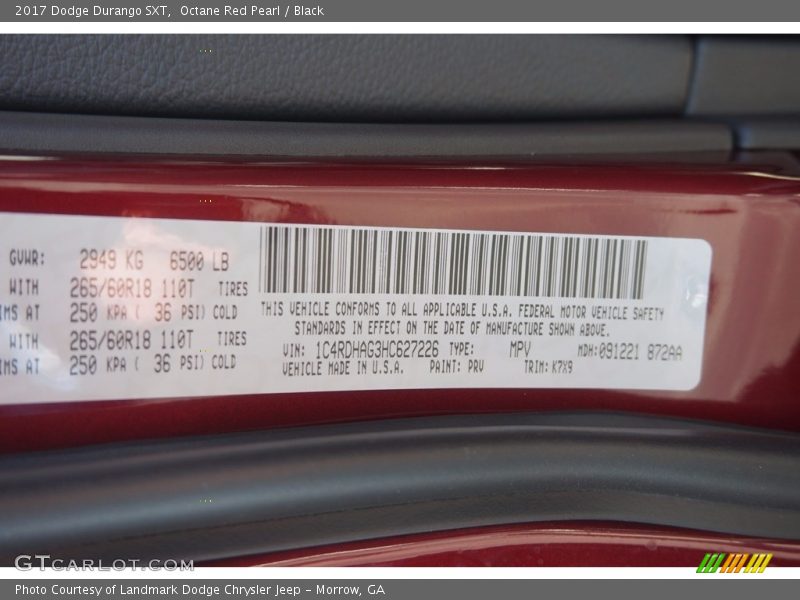 2017 Dodge Durango SXT,  Octane Red Pearl / Black
GVWR: 2949 KG 6500 LB
WITH 265/60R18 110T TIRES
IMS AT 250 KPA ( 36 PSI) COLD
WITH 265/60R18 110T TIRES
IMS AT 250 KPA ( 36 PSI) COLD
THIS VEHICLE CONFORMS TO ALL APPLICABLE U.S.A. FEDERAL MOTOR VEHICLE SAFETY
STANDARDS IN EFFECT ON THE DATE OF MANUFACTURE SHOWN ABOVE.
VIN: 1C4RDHAG3HC627226 TYPE: MPV MDH:091221 872AA
VEHICLE MADE IN U.S.A. PAINT: PRV TRIM: K7X9
GTCARLOT.COM
Photo Courtesy of Landmark Dodge Chrysler Jeep - Morrow, GA